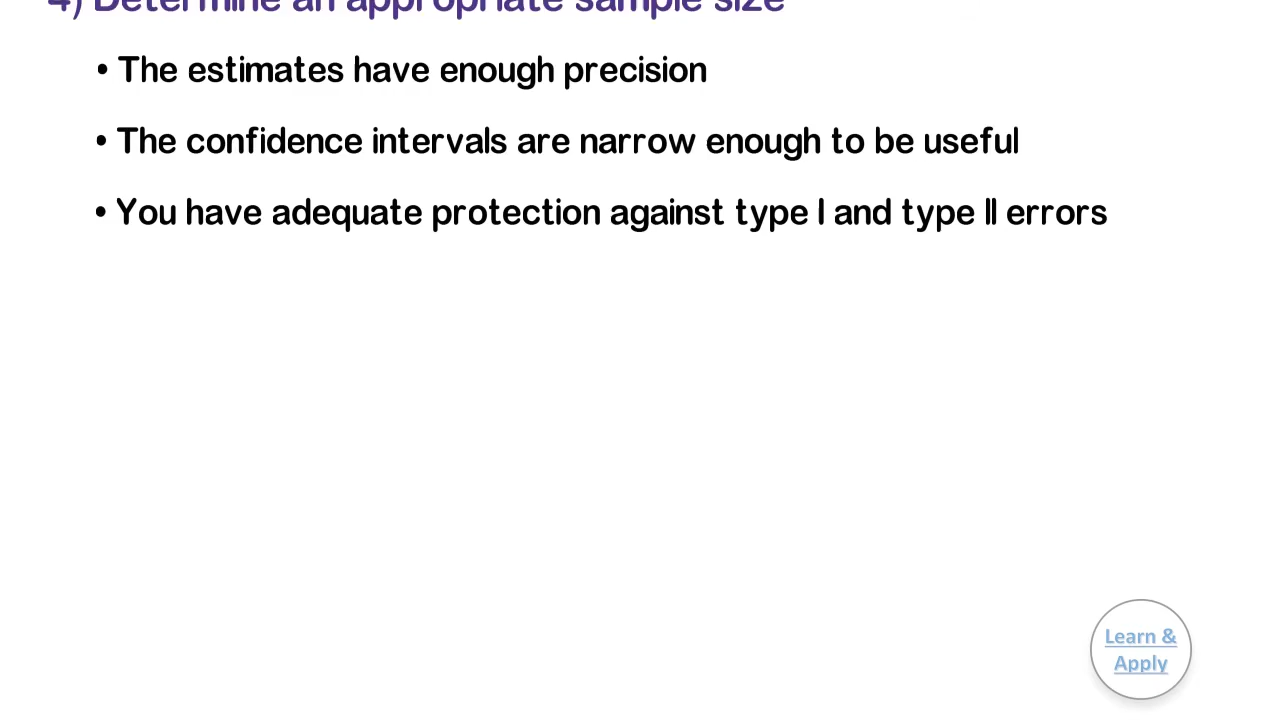 4) Determine an appropriate sample size
• The estimates have enough precision
• The confidence intervals are narrow enough to be useful
• You have adequate protection against type I and type II errors
Learn &
Apply